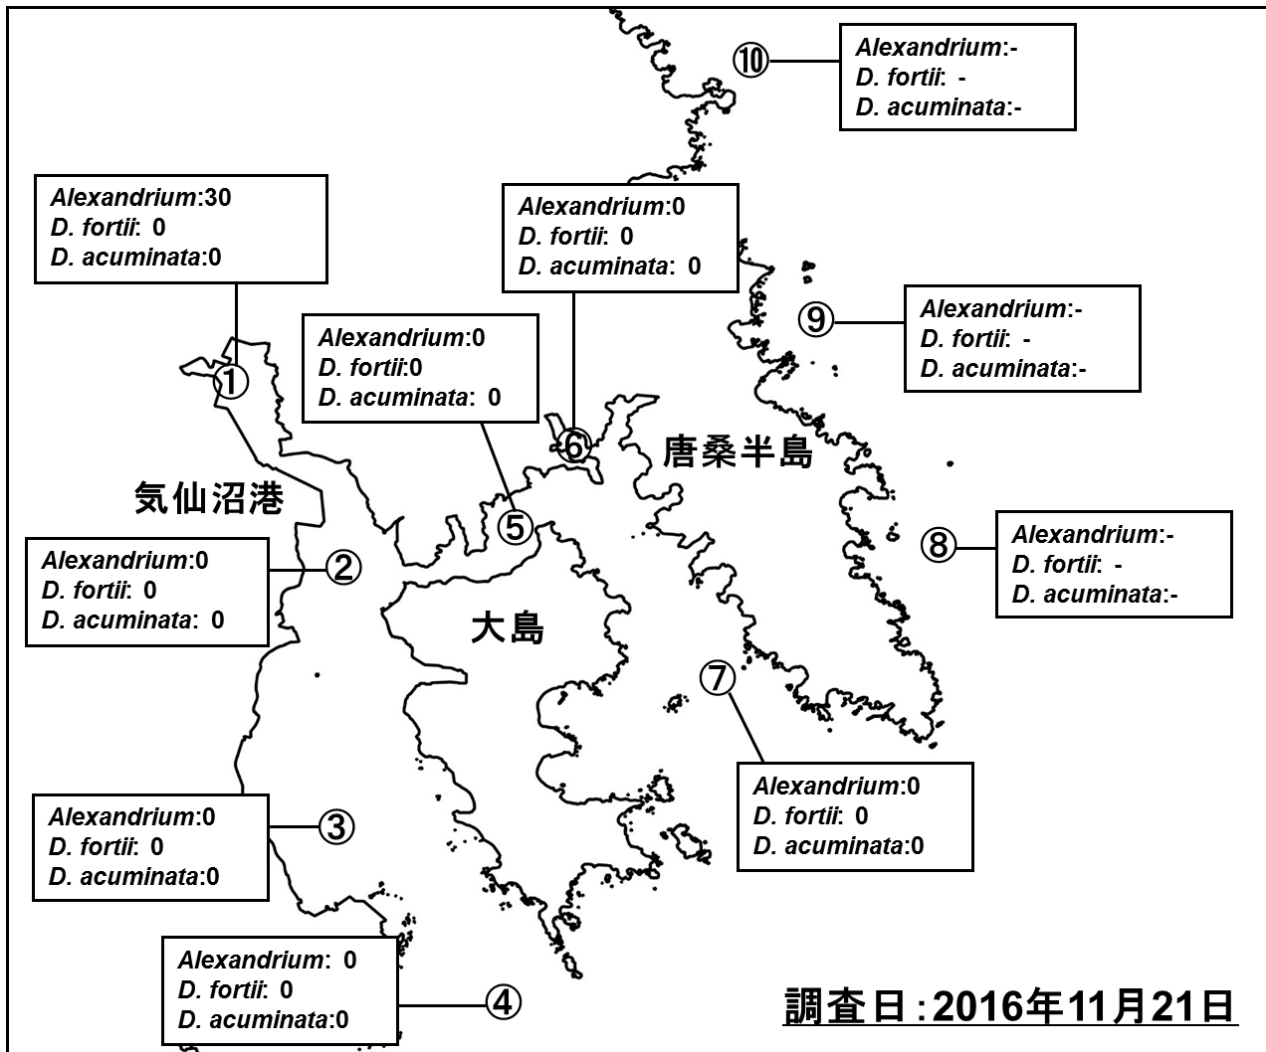 ⑩
Alexandrium:-
D. fortii: -
D. acuminata:-
Alexandrium:30
D. fortii: 0
D. acuminata:0
①
Alexandrium:0
D. fortii: 0
D. acuminata: 0
⑥
Alexandrium:0
D. fortii:0
D. acuminata: 0
⑤
⑨
Alexandrium:-
D. fortii: -
D. acuminata:-
唐桑半島
気仙沼港
Alexandrium:0
D. fortii: 0
D. acuminata: 0
②
⑧
Alexandrium:-
D. fortii: -
D. acuminata:-
大島
⑦
Alexandrium:0
D. fortii: 0
D. acuminata:0
Alexandrium:0
D. fortii: 0
D. acuminata:0
③
Alexandrium: 0
D. fortii: 0
D. acuminata:0
④
調査日:2016年11月21日